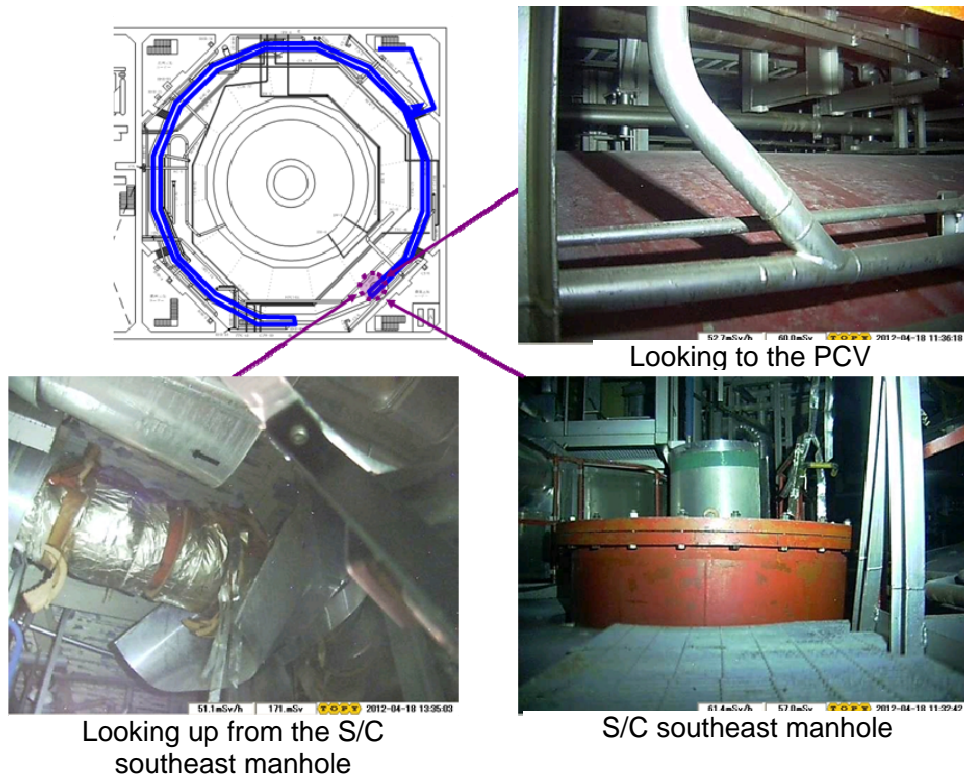 52.7mSv/h 60.0mSv TOPY 2012-04-18 11:36:18
Looking to the PCV
51.1mSv/h 171.mSv TOPY 2012-04-18 13:35:03
Looking up from the S/C
southeast manhole
61.4mSv/h 57.0mSv TOPY 2012-04-18 11:32:42
S/C southeast manhole